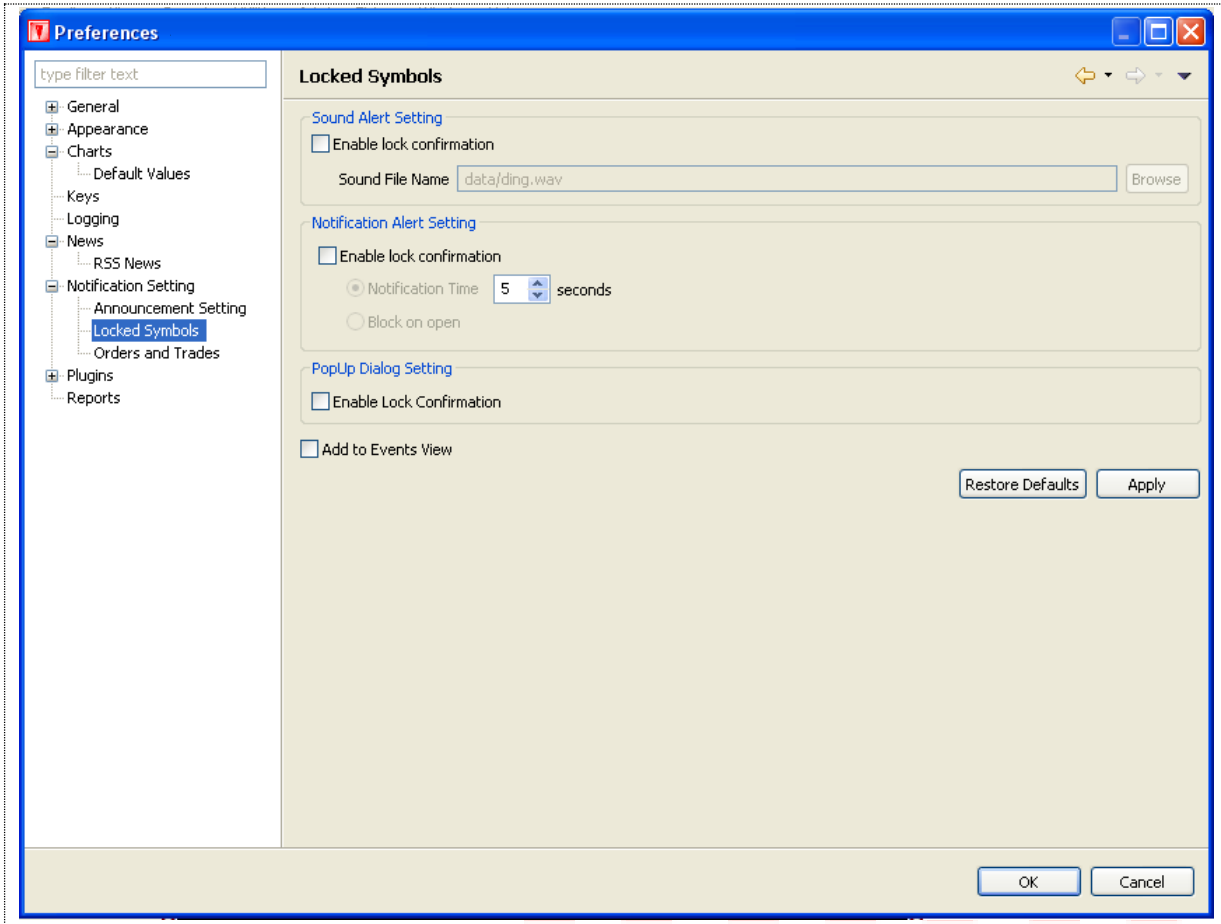 Preferences
type filter text
General
Appearance
Charts
Default Values
Keys
Logging
News
RSS News
Notification Setting
Announcement Setting
Locked Symbols
Orders and Trades
Plugins
Reports
Locked Symbols
Sound Alert Setting
Enable lock confirmation
Sound File Name data/ding.wav Browse
Notification Alert Setting
Enable lock confirmation
Notification Time 5 seconds
Block on open
PopUp Dialog Setting
Enable Lock Confirmation
Add to Events View
Restore Defaults Apply
OK Cancel